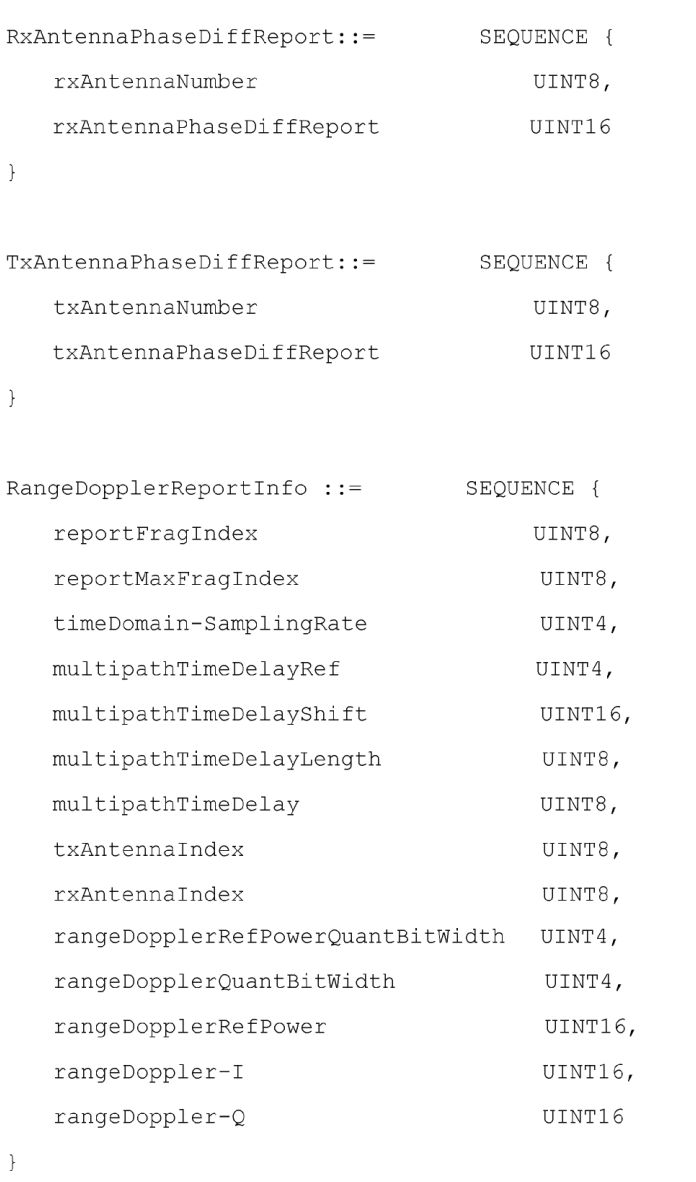 RxAntennaPhaseDiffReport::= SEQUENCE {
rxAntennaNumber UINT8,
rxAntennaPhaseDiffReport UINT16
}
TxAntennaPhaseDiffReport::= SEQUENCE {
txAntennaNumber UINT8,
txAntennaPhaseDiffReport UINT16
}
RangeDopplerReportInfo ::= SEQUENCE {
reportFragIndex UINT8,
reportMaxFragIndex UINT8,
timeDomain-SamplingRate UINT4,
multipathTimeDelayRef UINT4,
multipathTimeDelayShift UINT16,
multipathTimeDelayLength UINT8,
multipathTimeDelay UINT8,
txAntennaIndex UINT8,
rxAntennaIndex UINT8,
rangeDopplerRefPowerQuantBitWidth UINT4,
rangeDopplerQuantBitWidth UINT4,
rangeDopplerRefPower UINT16,
rangeDoppler-I UINT16,
rangeDoppler-Q UINT16
}